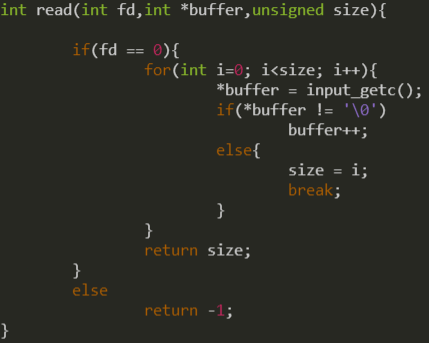 int read(int fd,int *buffer,unsigned size){
if(fd == 0){
for(int i=0; i<size; i++){
*buffer = input_getc();
if(*buffer != '\0')
buffer++;
else{
size = i;
break;
}
}
return size;
}
else
return -1;
}